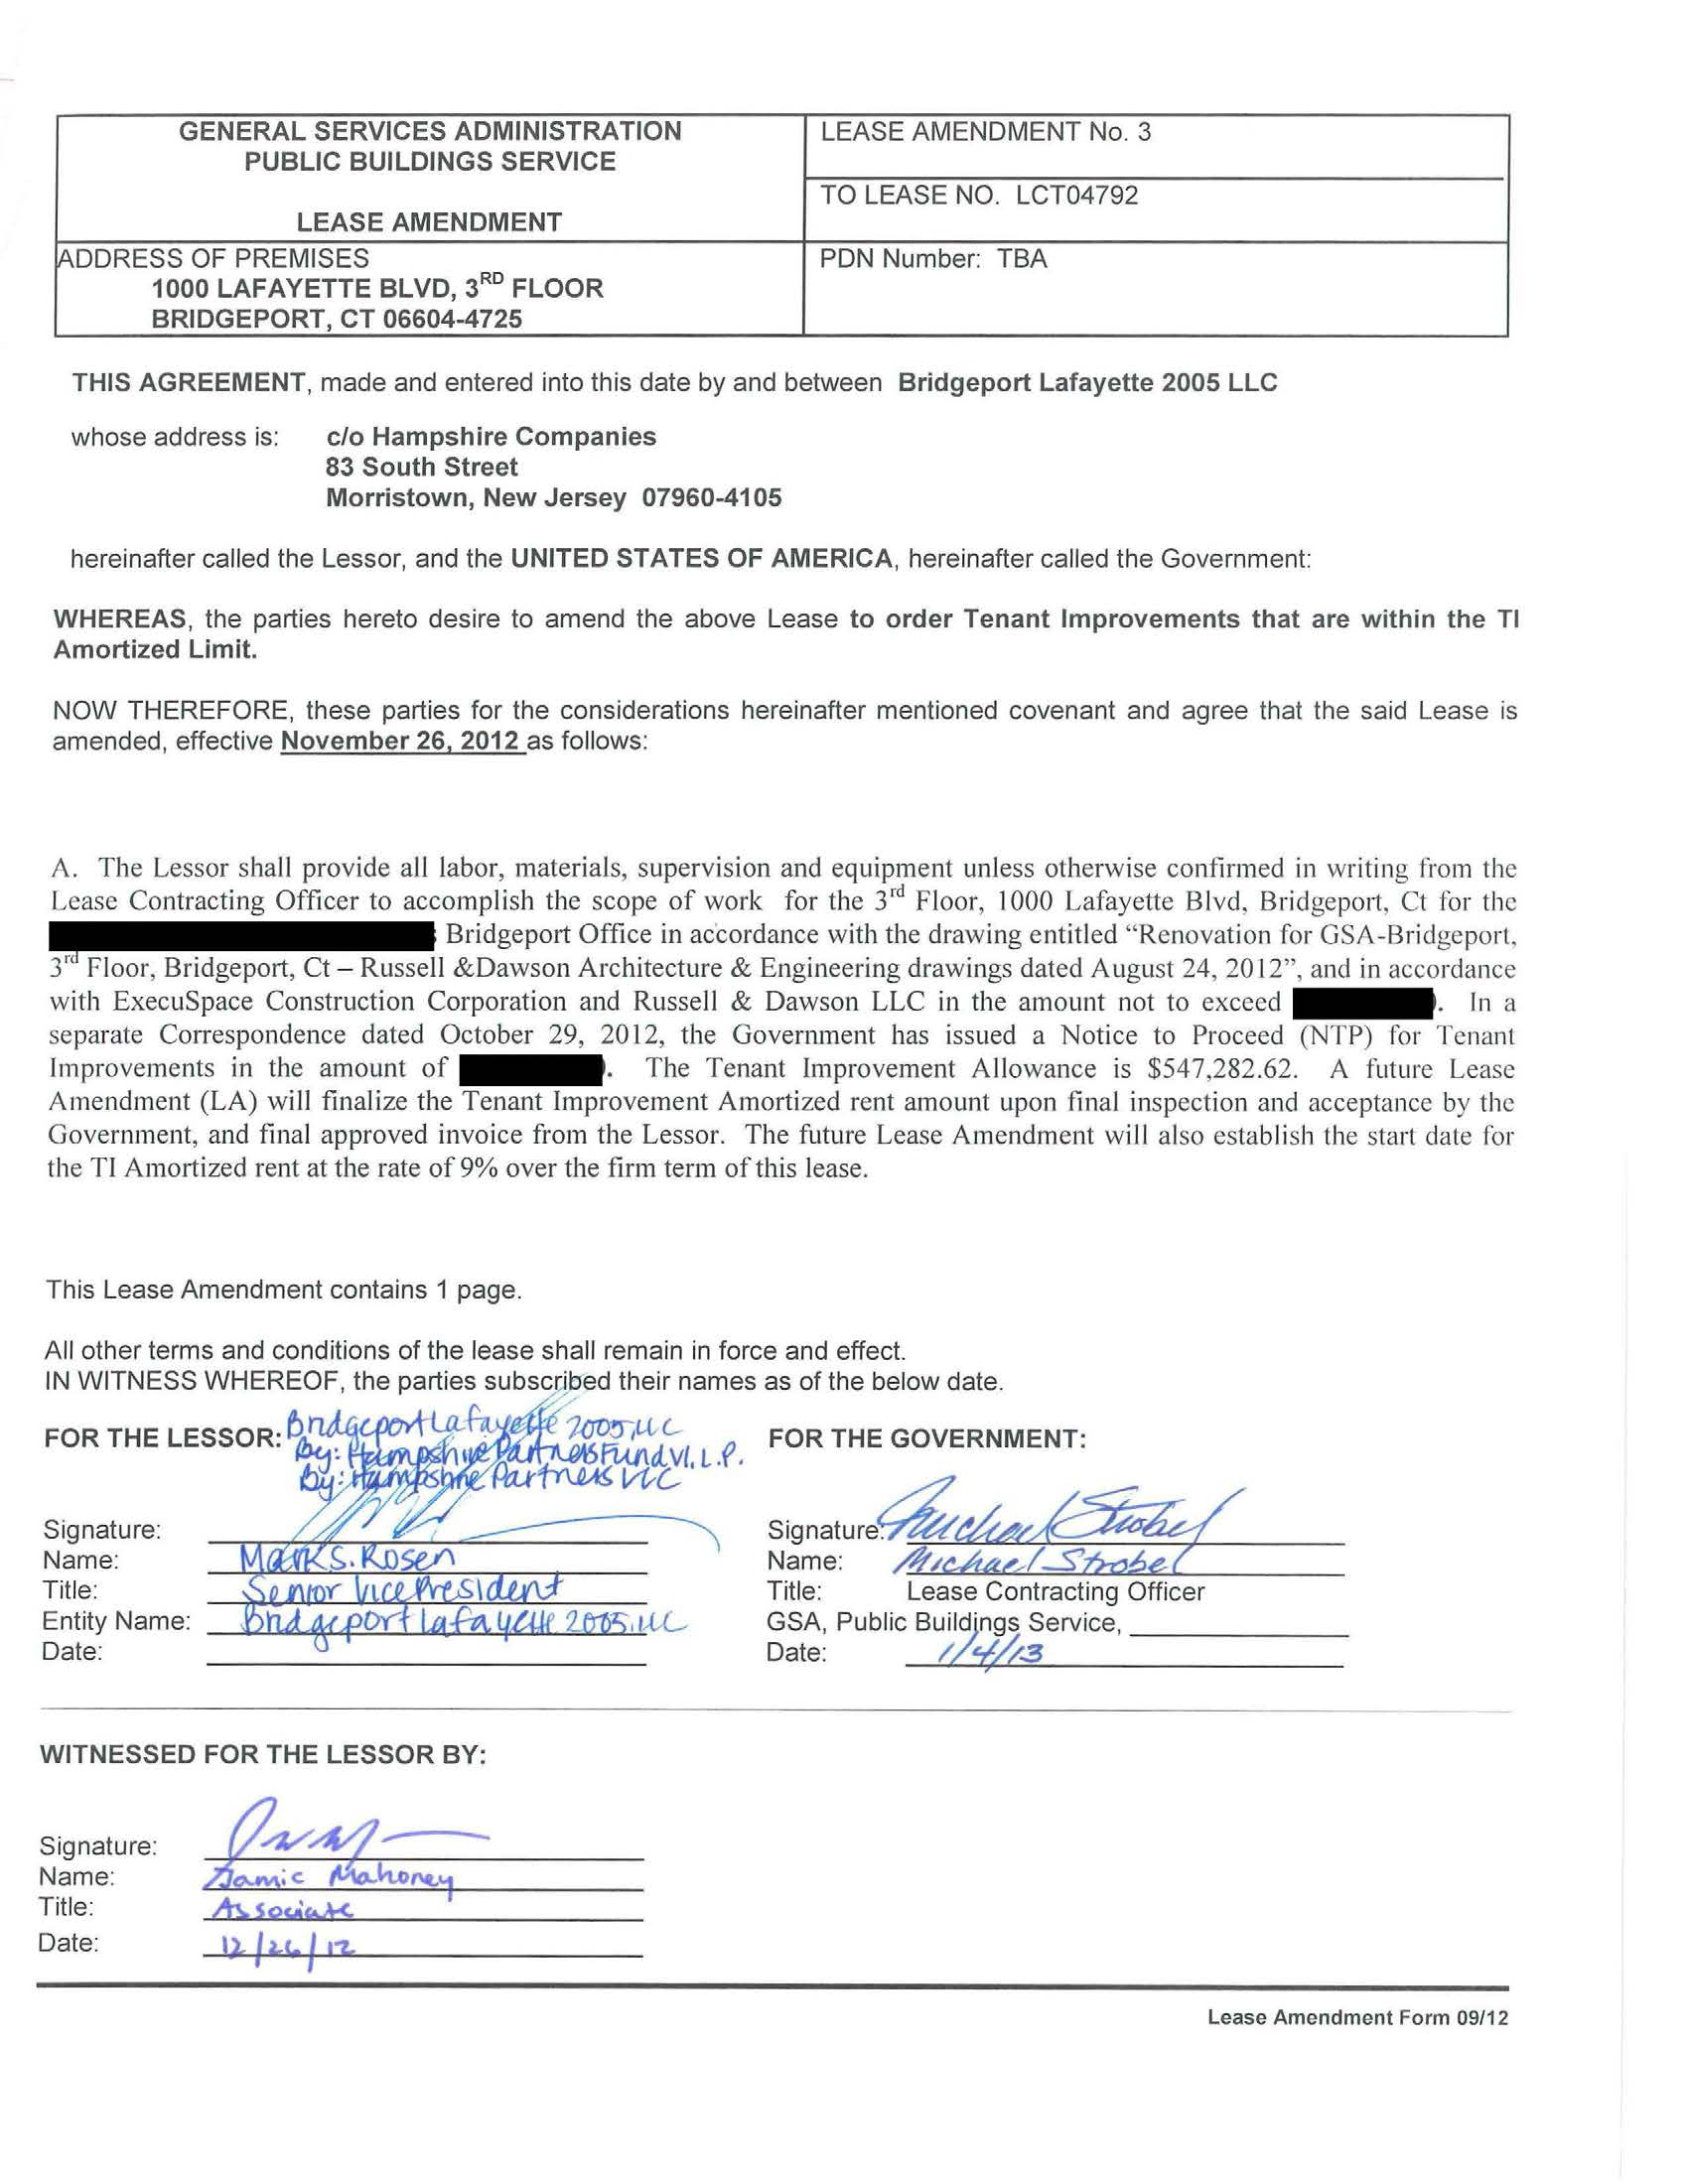 GENERAL SERVICES ADMINISTRATION
PUBLIC BUILDINGS SERVICE
LEASE AMENDMENT
LEASE AMENDMENT No. 3
TO LEASE NO. LCT04792
ADDRESS OF PREMISES
1000 LAFAYETTE BLVD, 3RD FLOOR
BRIDGEPORT, CT 06604-4725
PDN Number: TBA
THIS AGREEMENT, made and entered into this date by and between Bridgeport Lafayette 2005 LLC
whose address is: c/o Hampshire Companies
83 South Street
Morristown, New Jersey 07960-4105
hereinafter called the Lessor, and the UNITED STATES OF AMERICA, hereinafter called the Government:
WHEREAS, the parties hereto desire to amend the above Lease to order Tenant Improvements that are within the TI
Amortized Limit.
NOW THEREFORE, these parties for the considerations hereinafter mentioned covenant and agree that the said Lease is
amended, effective November 26, 2012 as follows:
A. The Lessor shall provide all labor, materials, supervision and equipment unless otherwise confirmed in writing from the
Lease Contracting Officer to accomplish the scope of work for the 3rd Floor, 1000 Lafayette Blvd, Bridgeport, Ct for the
Bridgeport Office in accordance with the drawing entitled “Renovation for GSA-Bridgeport,
3rd Floor, Bridgeport, Ct – Russell &Dawson Architecture & Engineering drawings dated August 24, 2012”, and in accordance
with ExecuSpace Construction Corporation and Russell & Dawson LLC in the amount not to exceed . In a
separate Correspondence dated October 29, 2012, the Government has issued a Notice to Proceed (NTP) for Tenant
Improvements in the amount of . The Tenant Improvement Allowance is $547,282.62. A future Lease
Amendment (LA) will finalize the Tenant Improvement Amortized rent amount upon final inspection and acceptance by the
Government, and final approved invoice from the Lessor. The future Lease Amendment will also establish the start date for
the TI Amortized rent at the rate of 9% over the firm term of this lease.
This Lease Amendment contains 1 page.
All other terms and conditions of the lease shall remain in force and effect.
IN WITNESS WHEREOF, the parties subscribed their names as of the below date.
FOR THE LESSOR: Bridgeport Lafayette 2005, LLC
By: Hampshire Partners Fund VI, L.P.
By: Hampshire Partners LLC
Signature:
Name: Mark S. Rosen
Title: Senior Vice President
Entity Name: Bridgeport Lafayette 2005, LLC
Date:
FOR THE GOVERNMENT:
Signature: Michael Strobel
Name: Michael Strobel
Title: Lease Contracting Officer
GSA, Public Buildings Service,
Date: 1/4/13
WITNESSED FOR THE LESSOR BY:
Signature:
Name: Jamie Mahoney
Title: Associate
Date: 12/26/12
Lease Amendment Form 09/12